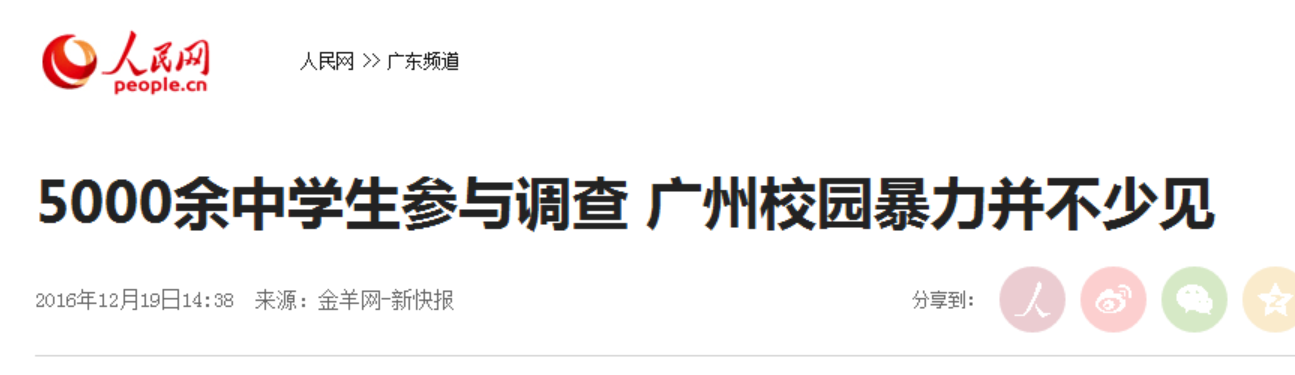 人民网
people.cn
人民网 >> 广东频道
5000余中学生参与调查 广州校园暴力并不少见
2016年12月19日14:38 来源：金羊网-新快报
分享到：
人